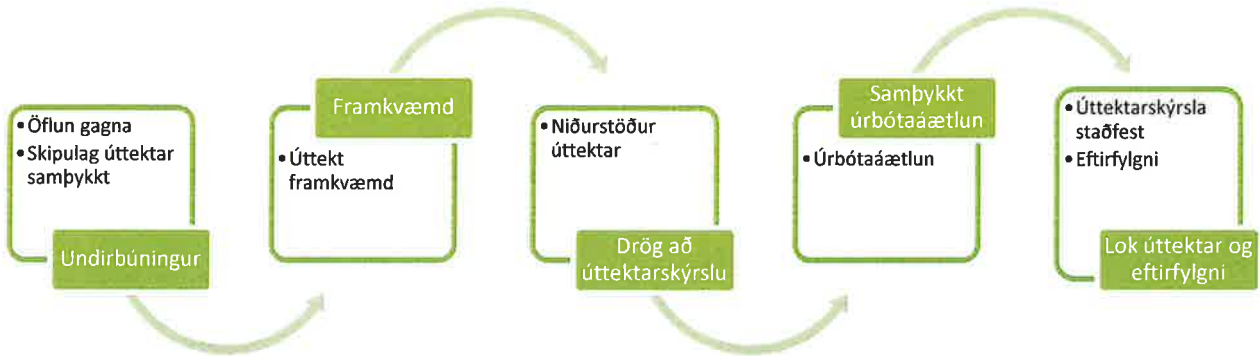 • Öflun gagna
• Skipulag úttektar
samþykkt
Undirbúningur
Framkvæmd
• Úttekt
framkvæmd
• Niðurstöður
úttektar
Drög að
úttektarskýrslu
Samþykkt
úrbótaáætlun
• Úrbótaáætlun
• Úttektarskýrsla
staðfest
• Eftirfylgni
Lok úttektar og
eftirfylgni